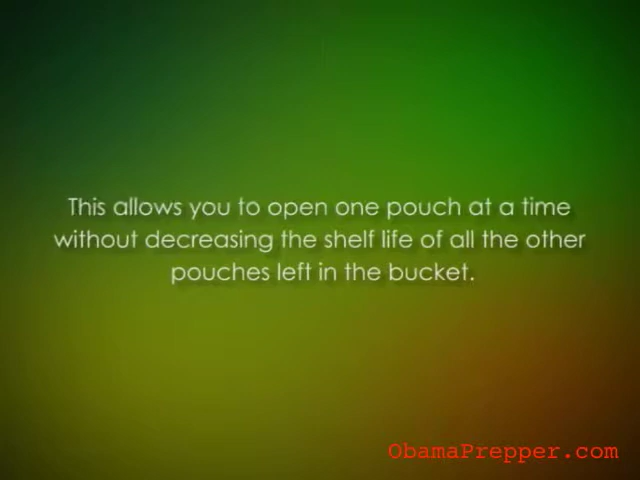 This allows you to open one pouch at a time
without decreasing the shelf life of all the other
pouches left in the bucket.
ObamaPrepper.com